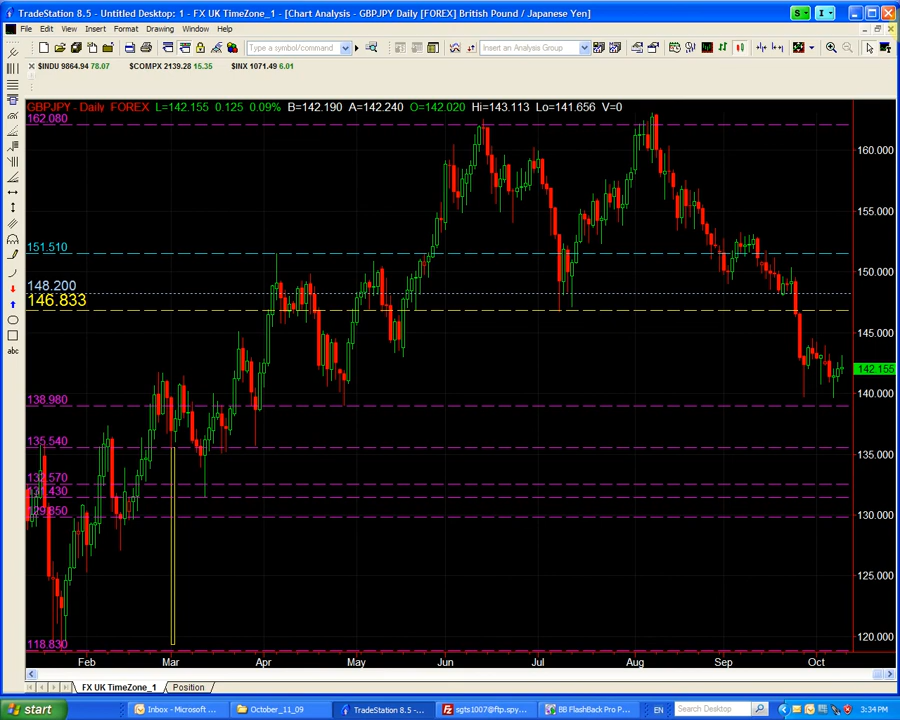 TradeStation 8.5 - Untitled Desktop: 1 - FX UK TimeZone_1 - [Chart Analysis - GBPJPY Daily [FOREX] British Pound / Japanese Yen]
S
I
File Edit View Insert Format Drawing Window Help
Type a symbol/command
Insert an Analysis Group
$INDU 9864.94 78.07 $COMPX 2139.28 15.35 $INX 1071.49 6.01
GBPJPY - Daily FOREX L=142.155 0.125 0.09% B=142.190 A=142.240 O=142.020 Hi=143.113 Lo=141.656 V=0
162.080
160.000
155.000
151.510
150.000
148.200
146.833
145.000
142.155
140.000
138.980
135.540
135.000
131.430
130.000
125.000
118.830
120.000
abc
Feb Mar Apr May Jun Jul Aug Sep Oct
FX UK TimeZone_1 Position
start
Inbox - Microsoft ...
October_11_09
TradeStation 8.5 -...
sgts1007@ftp.spy...
BB FlashBack Pro P...
EN
Search Desktop
3:34 PM